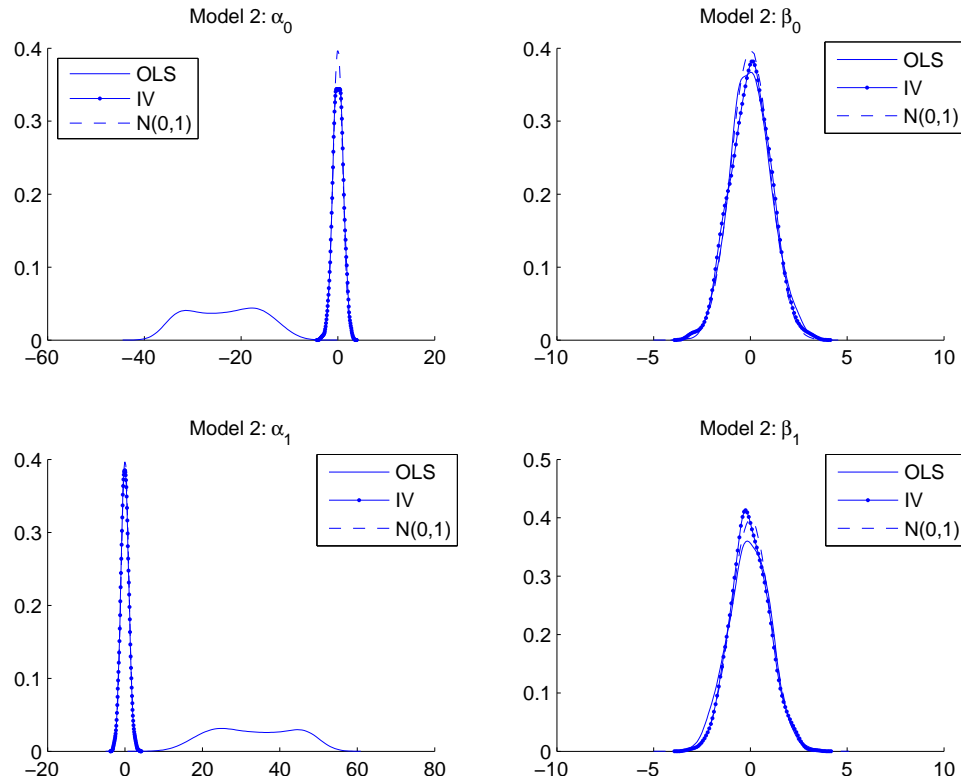 Model 2: α₀
0.4
0.3
0.2
0.1
0
−60
−40
−20
0
20
OLS
IV
N(0,1)
Model 2: β₀
0.4
0.3
0.2
0.1
0
−10
−5
0
5
10
OLS
IV
N(0,1)
Model 2: α₁
0.4
0.3
0.2
0.1
0
−20
0
20
40
60
80
OLS
IV
N(0,1)
Model 2: β₁
0.5
0.4
0.3
0.2
0.1
0
−10
−5
0
5
10
OLS
IV
N(0,1)